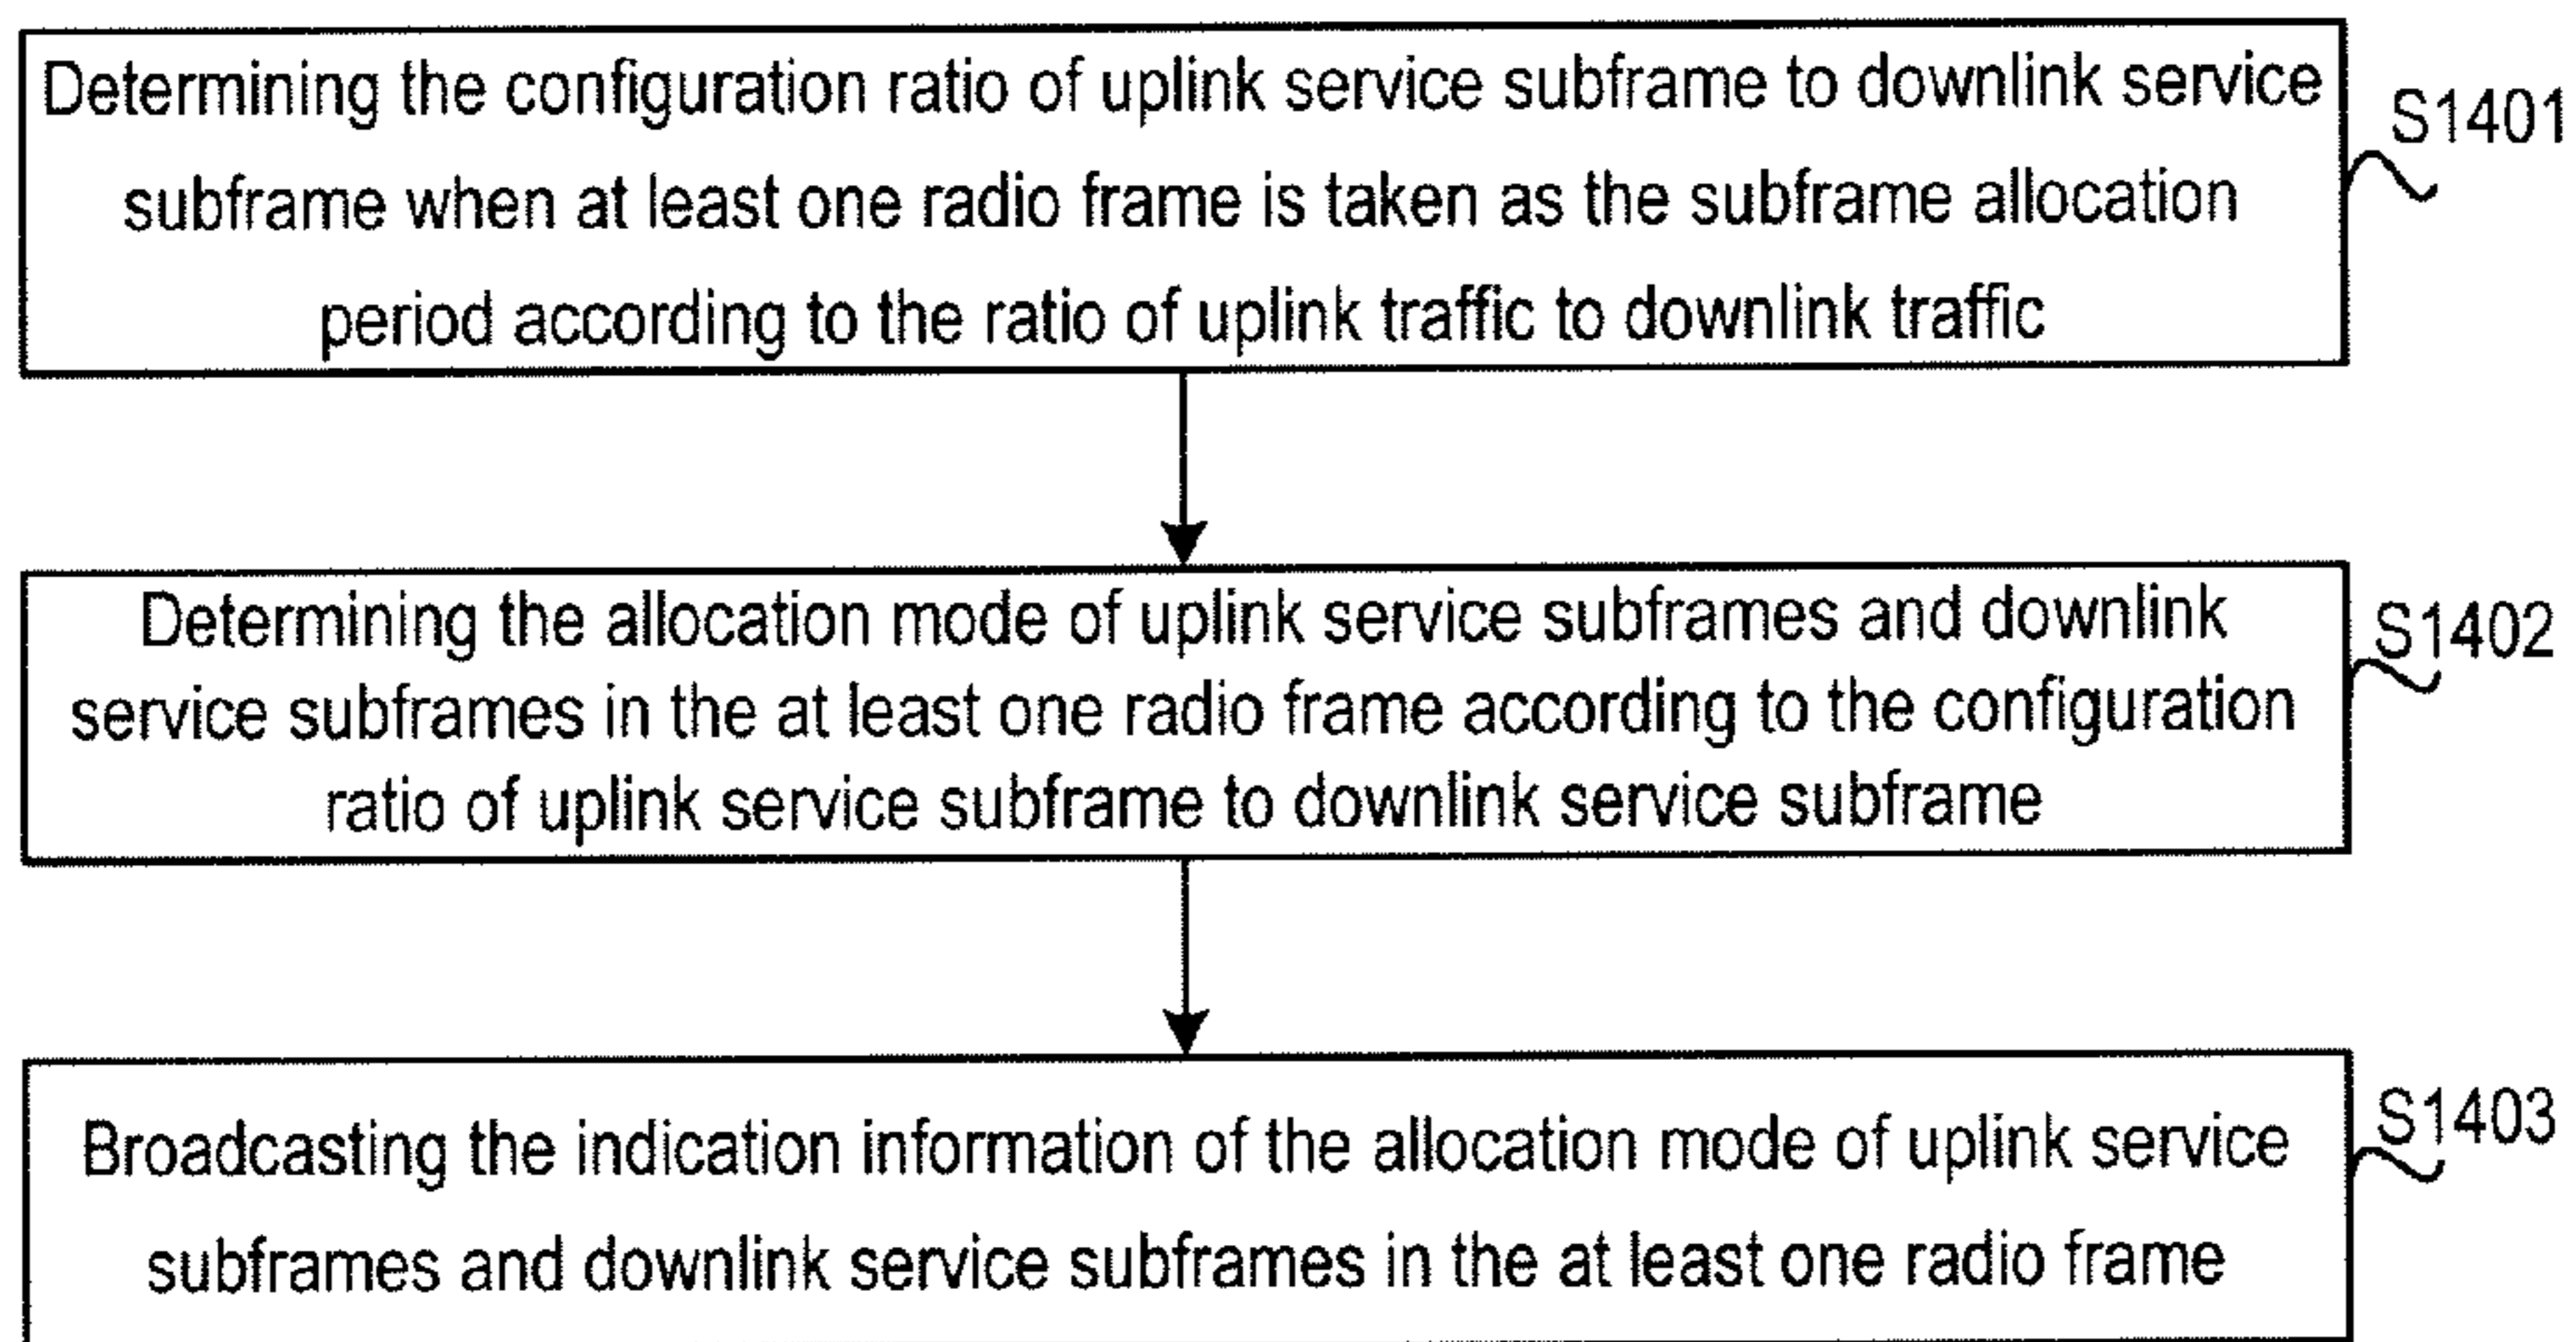 Determining the configuration ratio of uplink service subframe to downlink service
subframe when at least one radio frame is taken as the subframe allocation
period according to the ratio of uplink traffic to downlink traffic
S1401
Determining the allocation mode of uplink service subframes and downlink
service subframes in the at least one radio frame according to the configuration
ratio of uplink service subframe to downlink service subframe
S1402
Broadcasting the indication information of the allocation mode of uplink service
subframes and downlink service subframes in the at least one radio frame
S1403